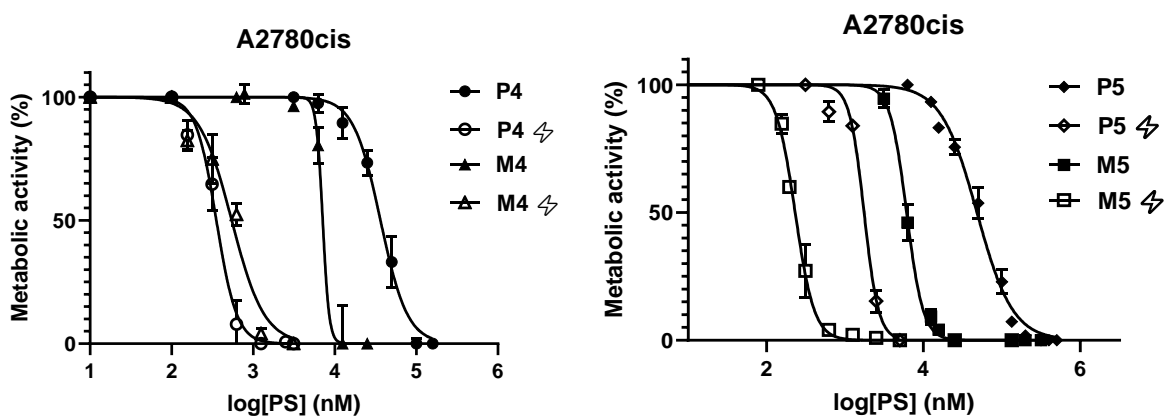 A2780cis
Metabolic activity (%)
100
50
0
1
2
3
4
5
6
log[PS] (nM)
P4
P4
M4
M4
A2780cis
Metabolic activity (%)
100
50
0
2
4
6
log[PS] (nM)
P5
P5
M5
M5